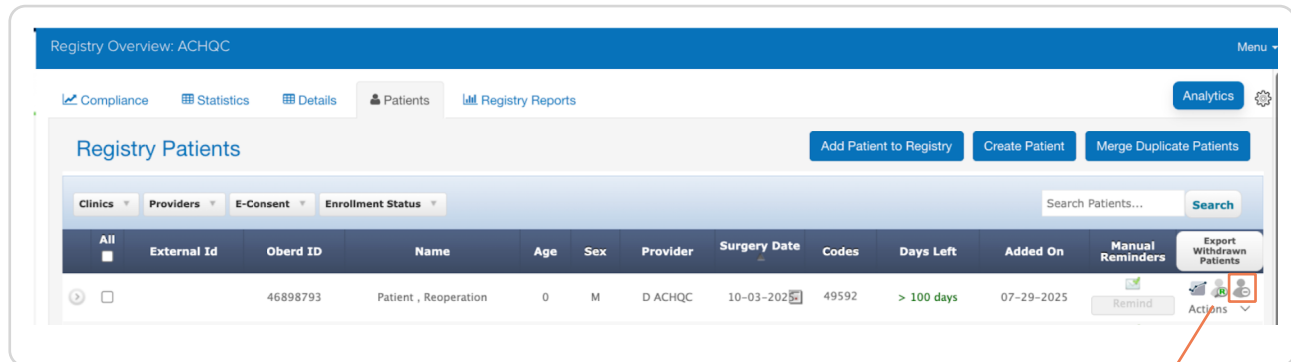 Registry Overview: ACHQC
Menu
Compliance Statistics Details Patients Registry Reports
Analytics
Registry Patients
Add Patient to Registry Create Patient Merge Duplicate Patients
Clinics Providers E-Consent Enrollment Status
Search Patients... Search
All External Id Oberd ID Name Age Sex Provider Surgery Date Codes Days Left Added On Manual Reminders Export Withdrawn Patients
46898793 Patient , Reoperation 0 M D ACHQC 10-03-202 49592 > 100 days 07-29-2025
Remind
Actions